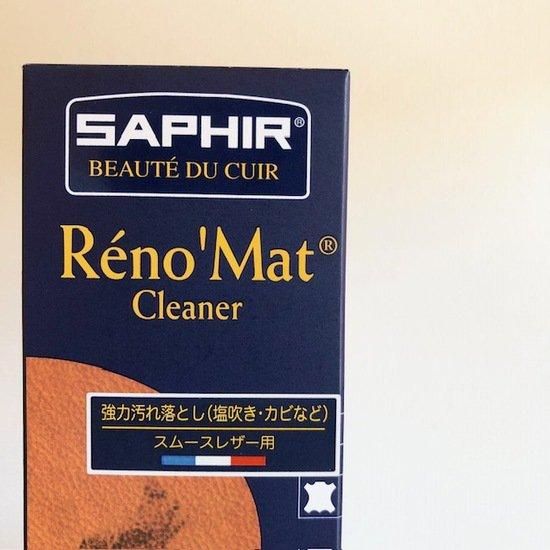 SAPHIR®
BEAUTÉ DU CUIR
Réno'Mat®
Cleaner
強力汚れ落とし(塩吹き・カビなど)
スムースレザー用